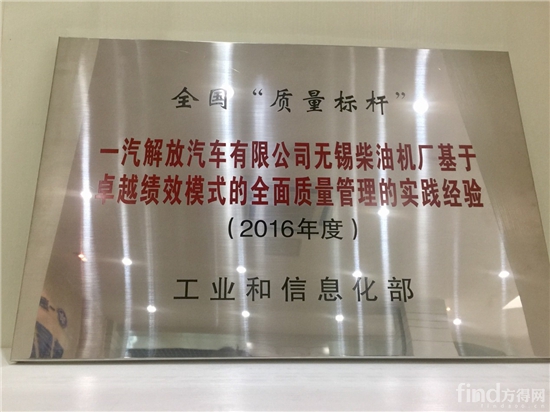 全国“质量标杆”
一汽解放汽车有限公司无锡柴油机厂基于
卓越绩效模式的全面质量管理的实践经验
（2016年度）
工业和信息化部
find方得网